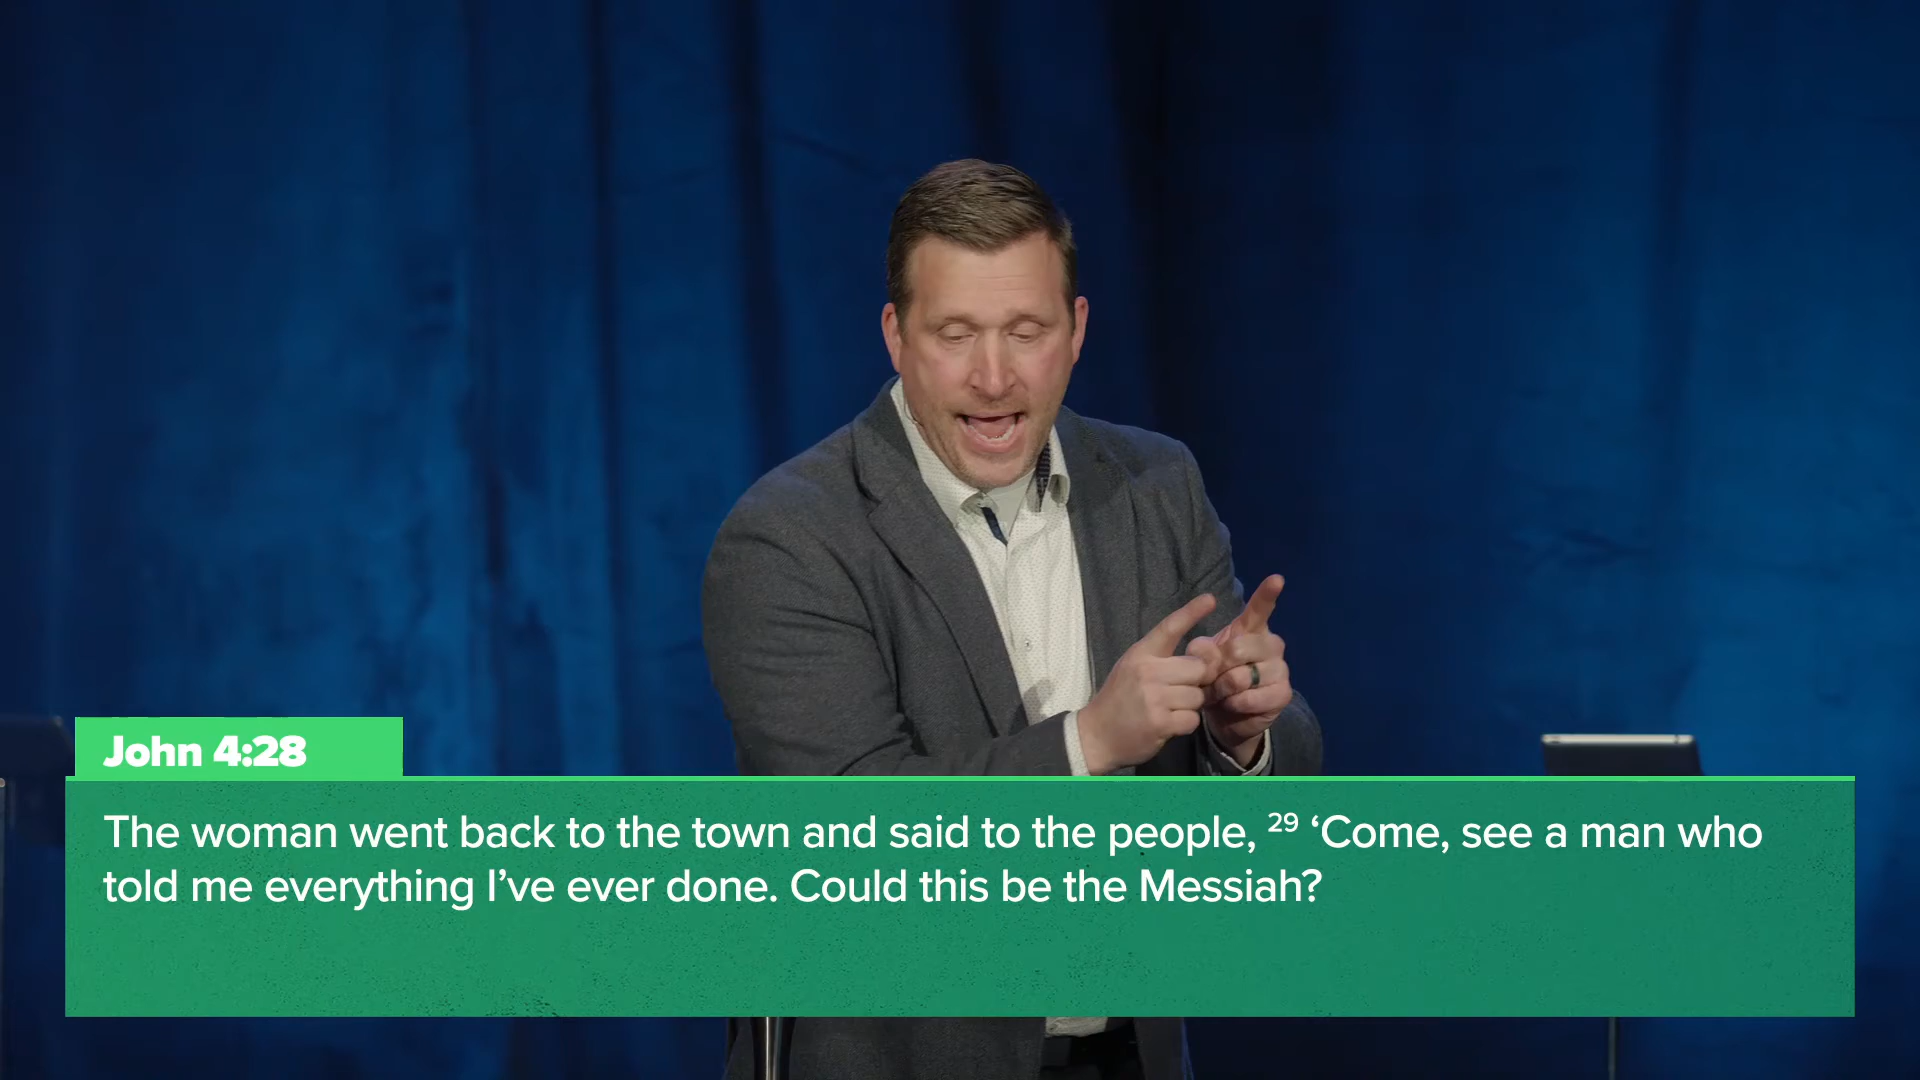 John 4:28
The woman went back to the town and said to the people, ²⁹ ‘Come, see a man who
told me everything I’ve ever done. Could this be the Messiah?